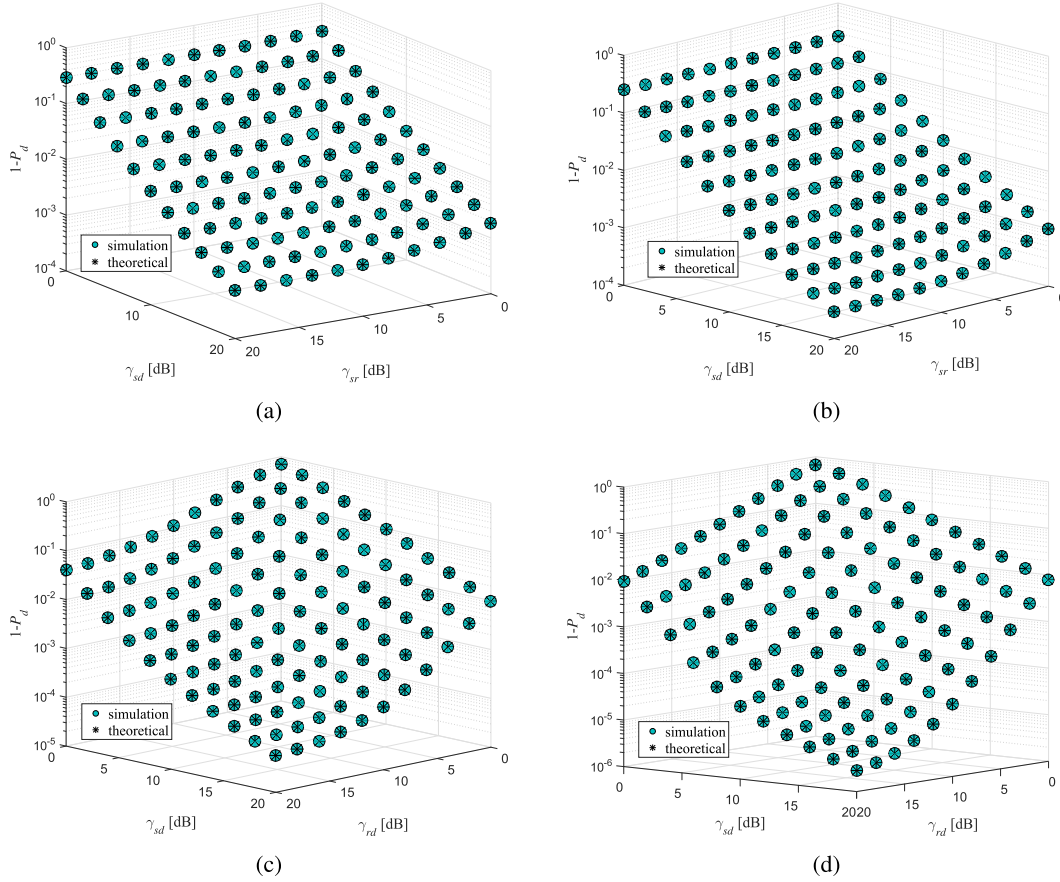 10^0
10^-1
10^-2
10^-3
10^-4
1-P_d
simulation
theoretical
0
10
20
20
15
10
5
0
γ_sd [dB]
γ_sr [dB]
(a)
10^0
10^-1
10^-2
10^-3
10^-4
1-P_d
simulation
theoretical
0
5
10
15
20
20
15
10
5
γ_sd [dB]
γ_sr [dB]
(b)
10^0
10^-1
10^-2
10^-3
10^-4
10^-5
1-P_d
simulation
theoretical
0
5
10
15
20
20
15
10
5
0
γ_sd [dB]
γ_rd [dB]
(c)
10^0
10^-1
10^-2
10^-3
10^-4
10^-5
10^-6
1-P_d
simulation
theoretical
0
5
10
15
2020
15
10
5
0
γ_sd [dB]
γ_rd [dB]
(d)